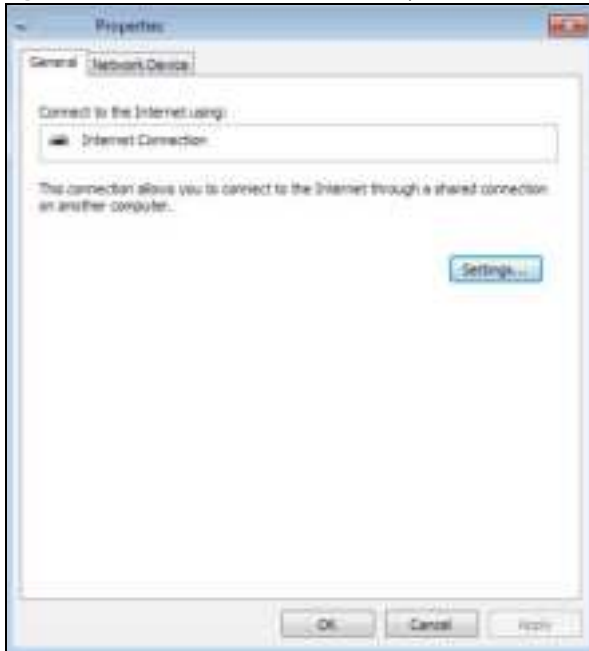 Properties
General
Network Device
Connect to the Internet using:
Internet Connection
This connection allows you to connect to the Internet through a shared connection
on another computer.
Settings...
OK
Cancel
Apply